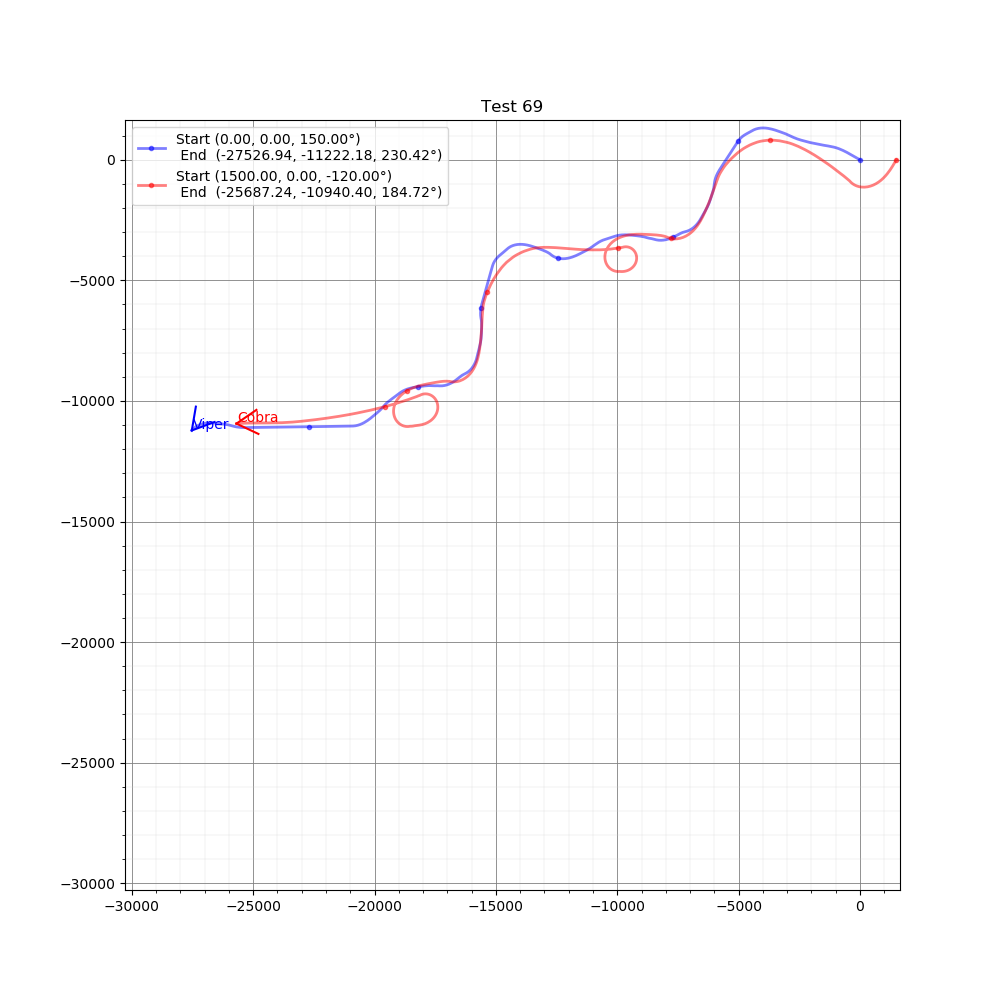 Test 69
Start (0.00, 0.00, 150.00°)
End (-27526.94, -11222.18, 230.42°)
Start (1500.00, 0.00, -120.00°)
End (-25687.24, -10940.40, 184.72°)
0
−5000
−10000
−15000
−20000
−25000
−30000
Viper
Cobra
−30000 −25000 −20000 −15000 −10000 −5000 0